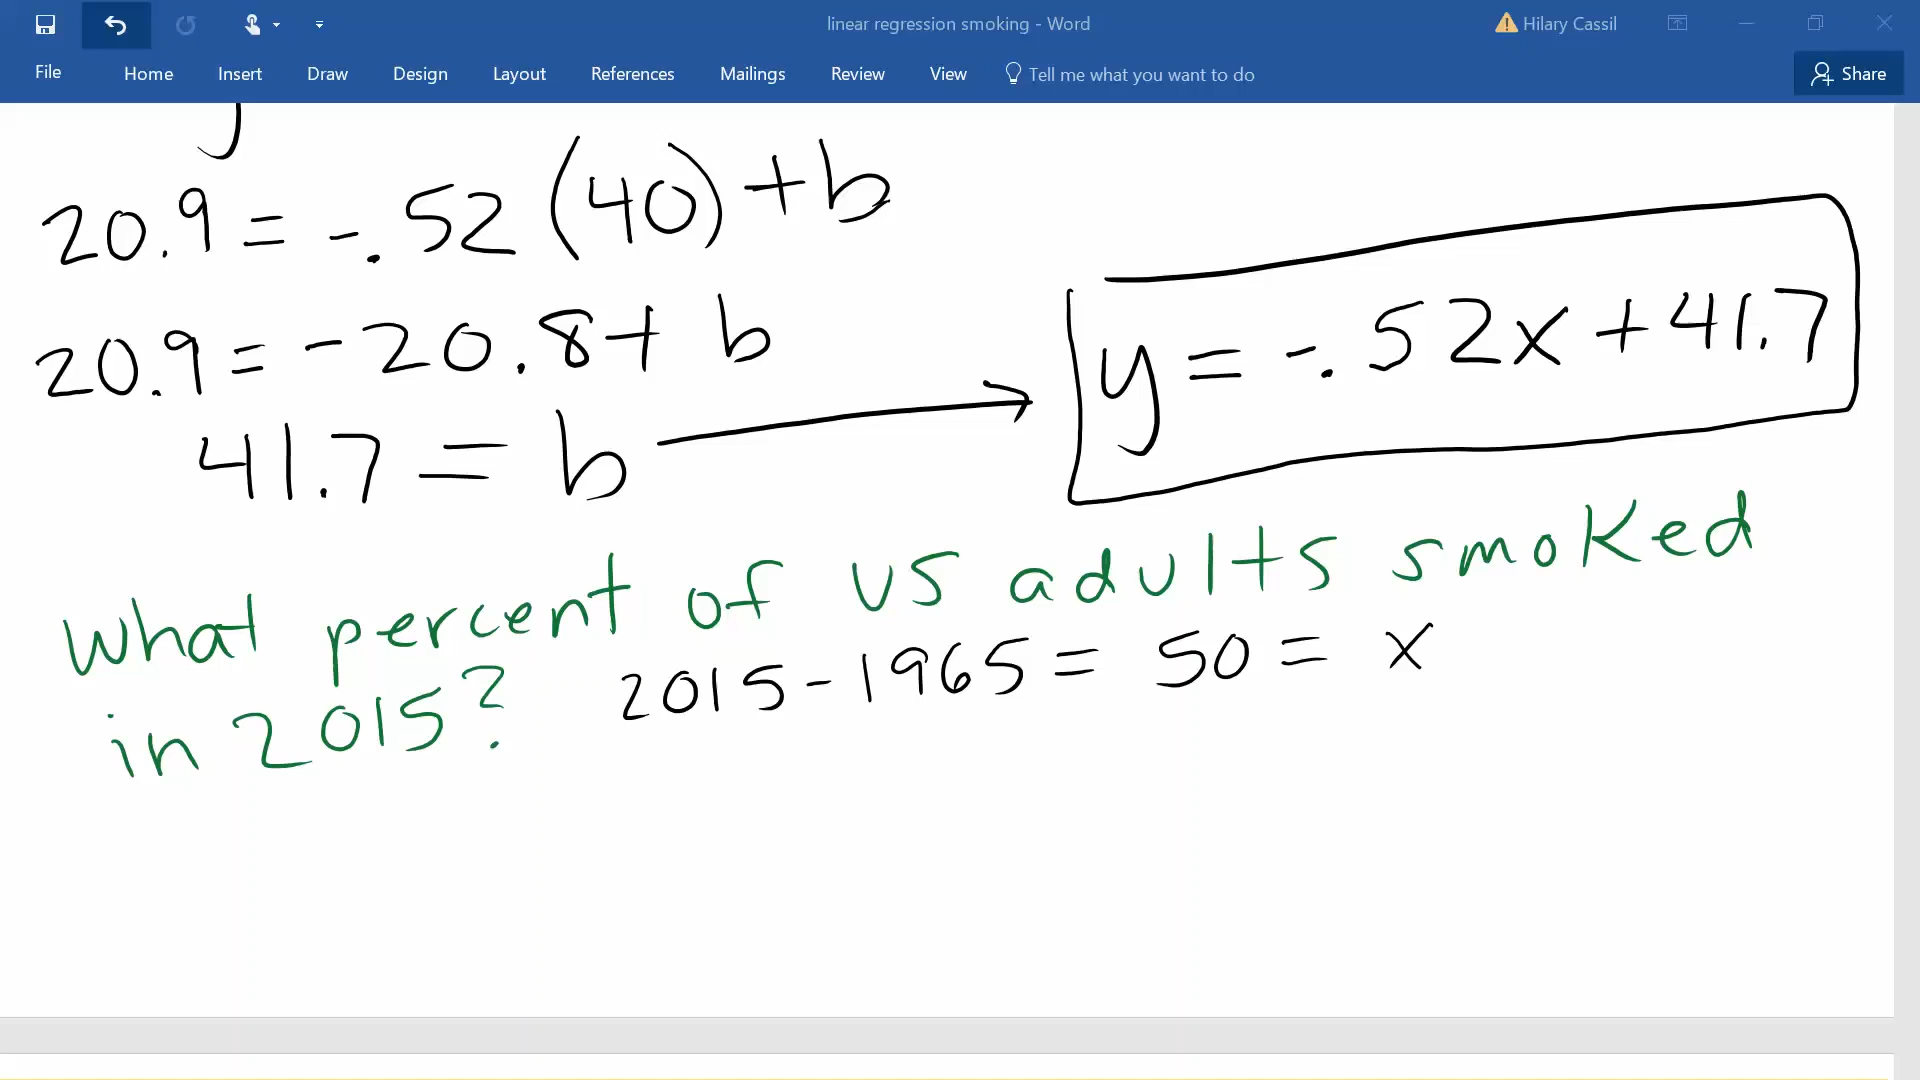 linear regression smoking - Word
Hilary Cassil
File Home Insert Draw Design Layout References Mailings Review View Tell me what you want to do Share
y
20.9 = -.52 (40) + b
20.9 = -20.8 + b
41.7 = b
y = -.52x + 41.7
What percent of US adults smoked
in 2015?
2015 - 1965 = 50 = x